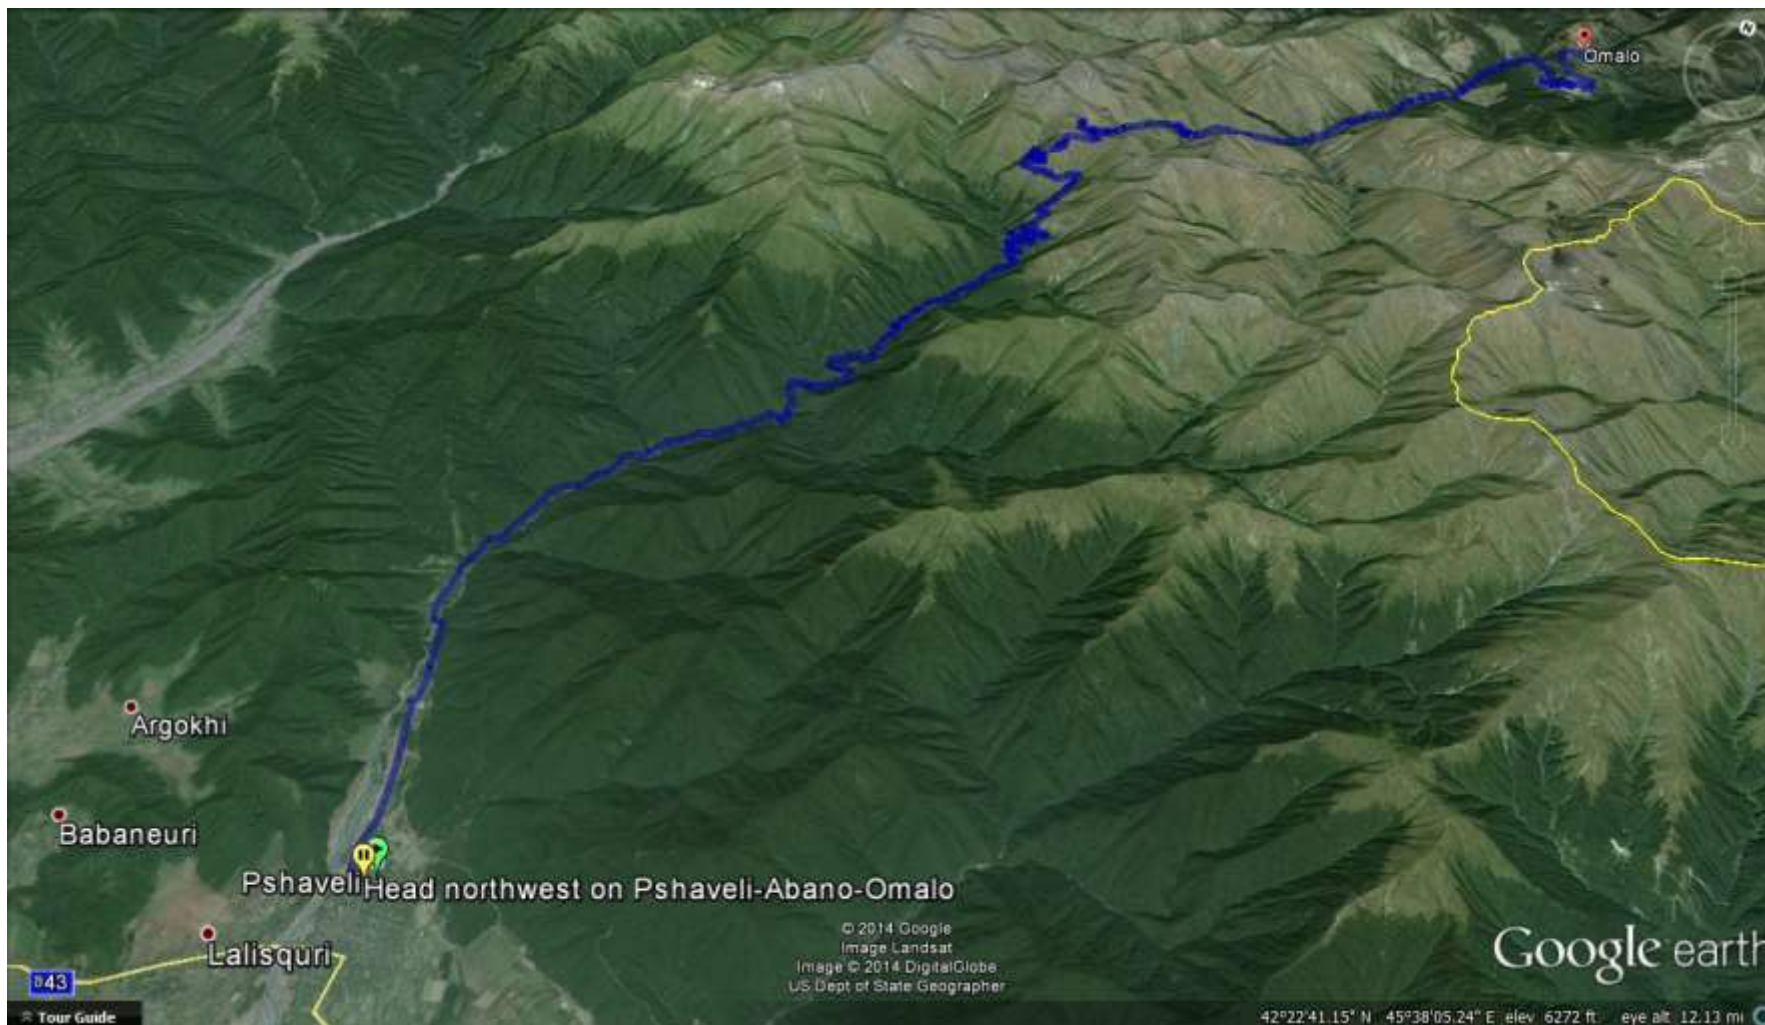 Omalo
N
Argokhi
Babaneuri
Pshaveli
Head northwest on Pshaveli-Abano-Omalo
Lalisquri
43
© 2014 Google
Image Landsat
Image © 2014 DigitalGlobe
US Dept of State Geographer
Google earth
Tour Guide
42°22'41.15" N 45°38'05.24" E elev 6272 ft eye alt 12.13 mi